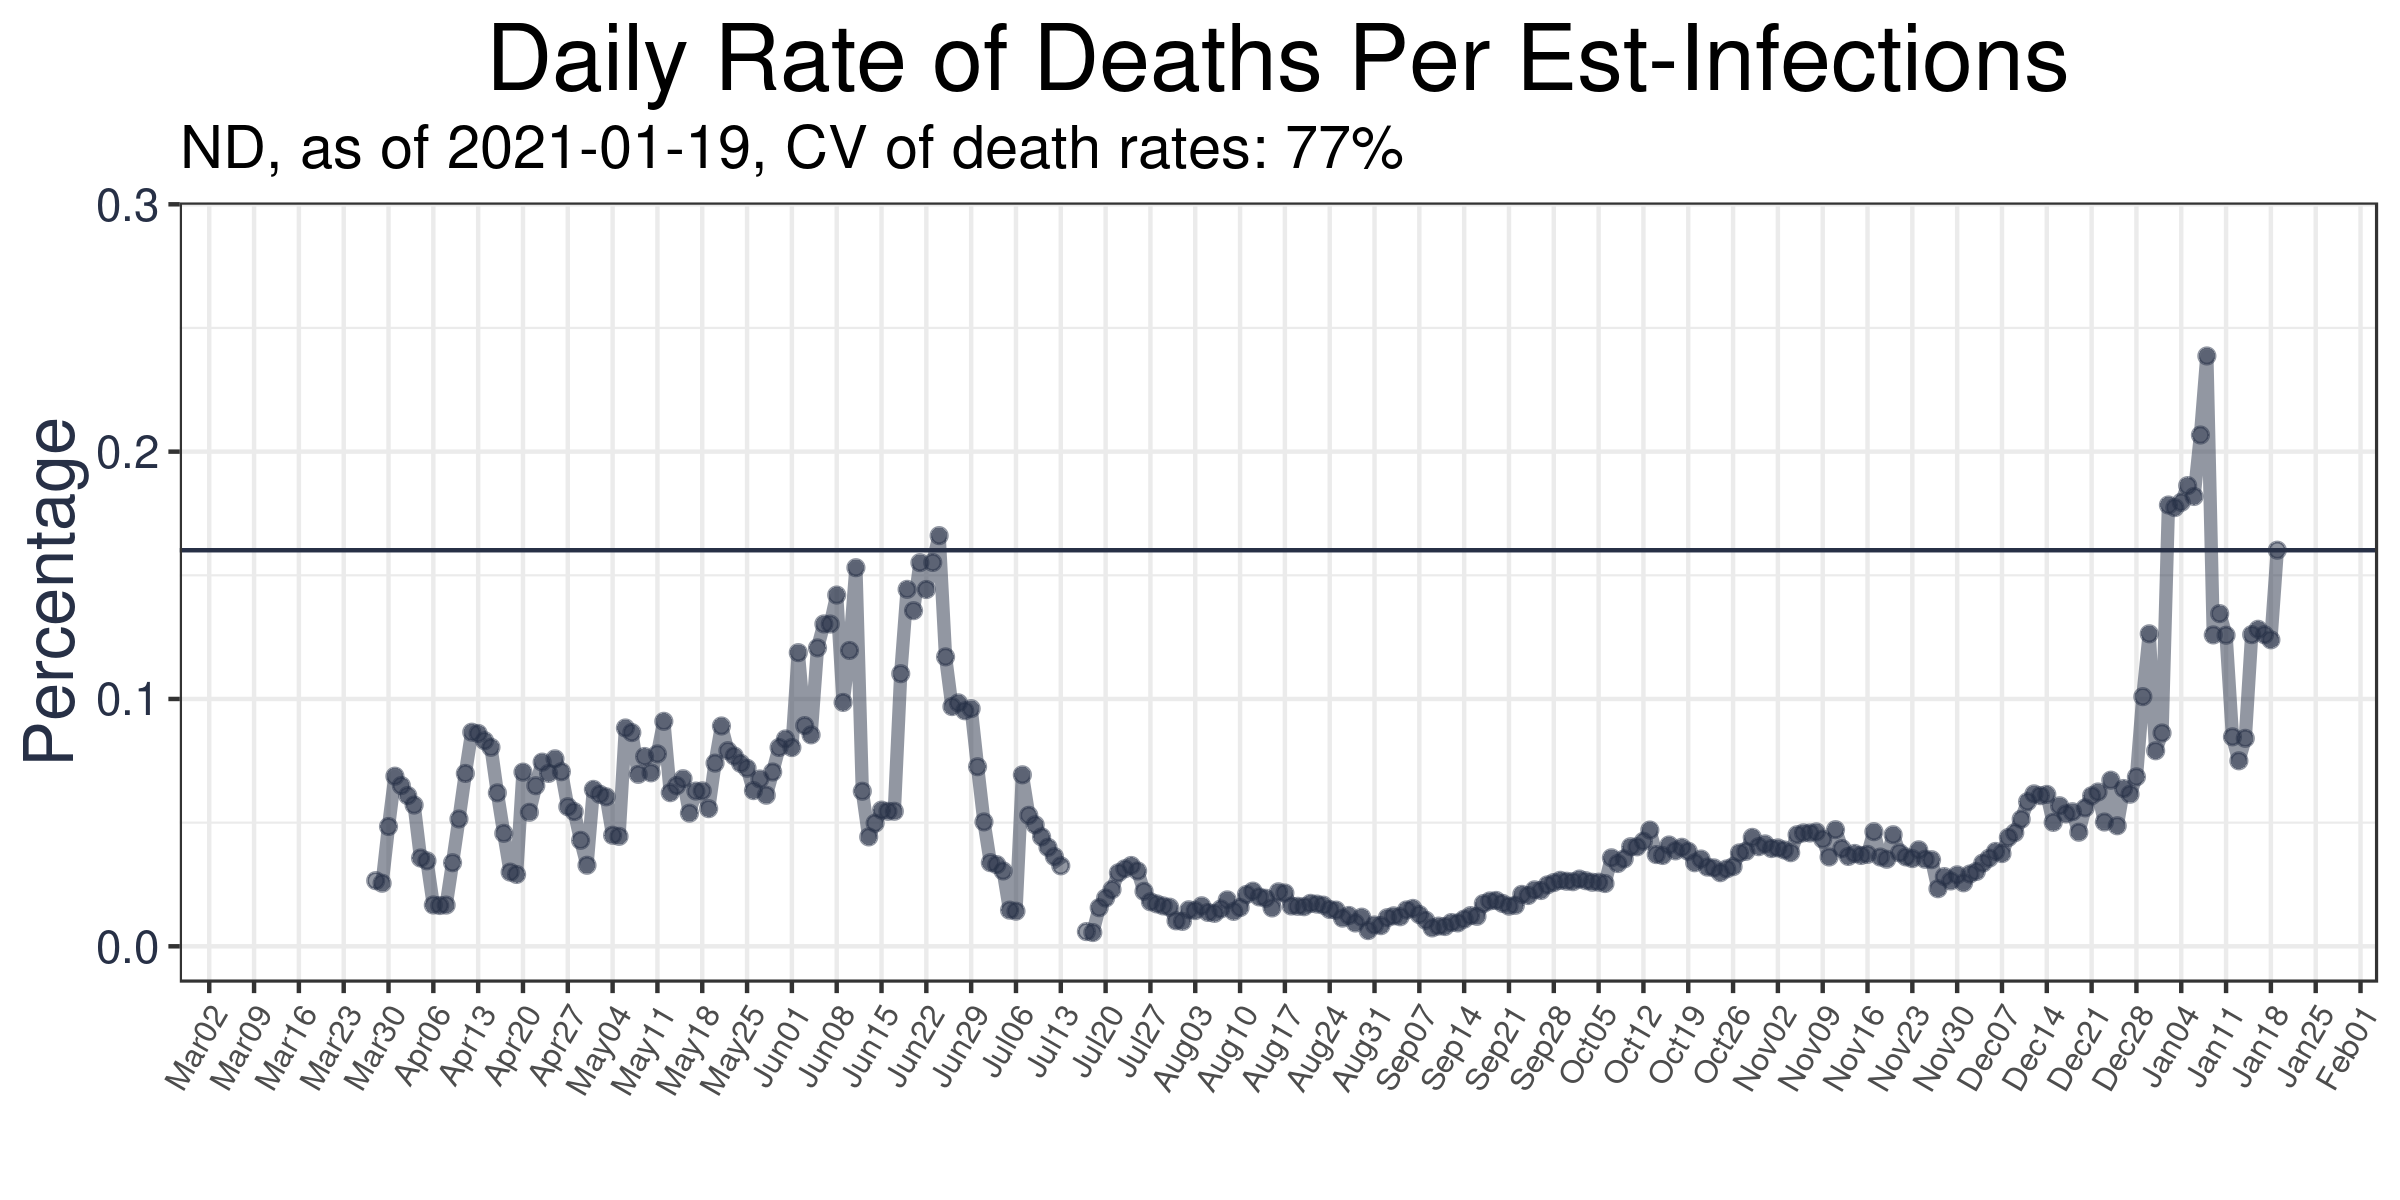 Daily Rate of Deaths Per Est-Infections
ND, as of 2021-01-19, CV of death rates: 77%
Percentage
0.3
0.2
0.1
0.0
Mar02
Mar09
Mar16
Mar23
Mar30
Apr06
Apr13
Apr20
Apr27
May04
May11
May18
May25
Jun01
Jun08
Jun15
Jun22
Jun29
Jul06
Jul13
Jul20
Jul27
Aug03
Aug10
Aug17
Aug24
Aug31
Sep07
Sep14
Sep21
Sep28
Oct05
Oct12
Oct19
Oct26
Nov02
Nov09
Nov16
Nov23
Nov30
Dec07
Dec14
Dec21
Dec28
Jan04
Jan11
Jan18
Jan25
Feb01